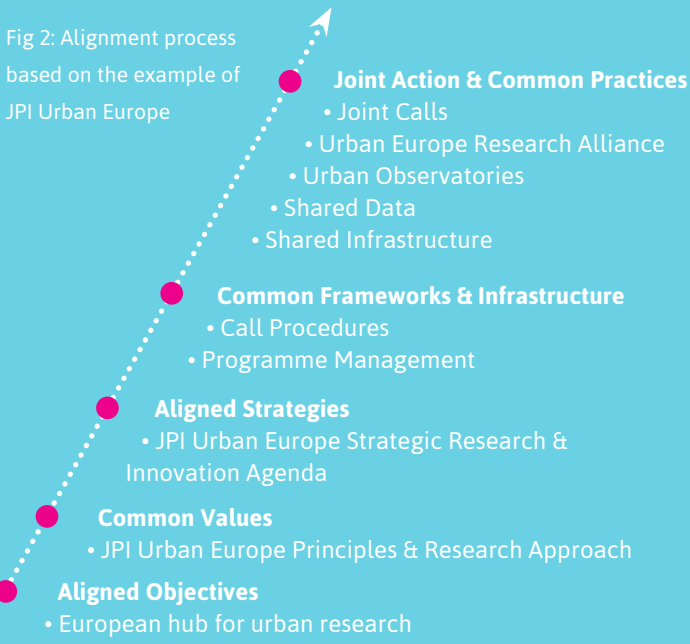 Fig 2: Alignment process
based on the example of
JPI Urban Europe
Joint Action & Common Practices
• Joint Calls
• Urban Europe Research Alliance
• Urban Observatories
• Shared Data
• Shared Infrastructure
Common Frameworks & Infrastructure
• Call Procedures
• Programme Management
Aligned Strategies
• JPI Urban Europe Strategic Research &
Innovation Agenda
Common Values
• JPI Urban Europe Principles & Research Approach
Aligned Objectives
• European hub for urban research